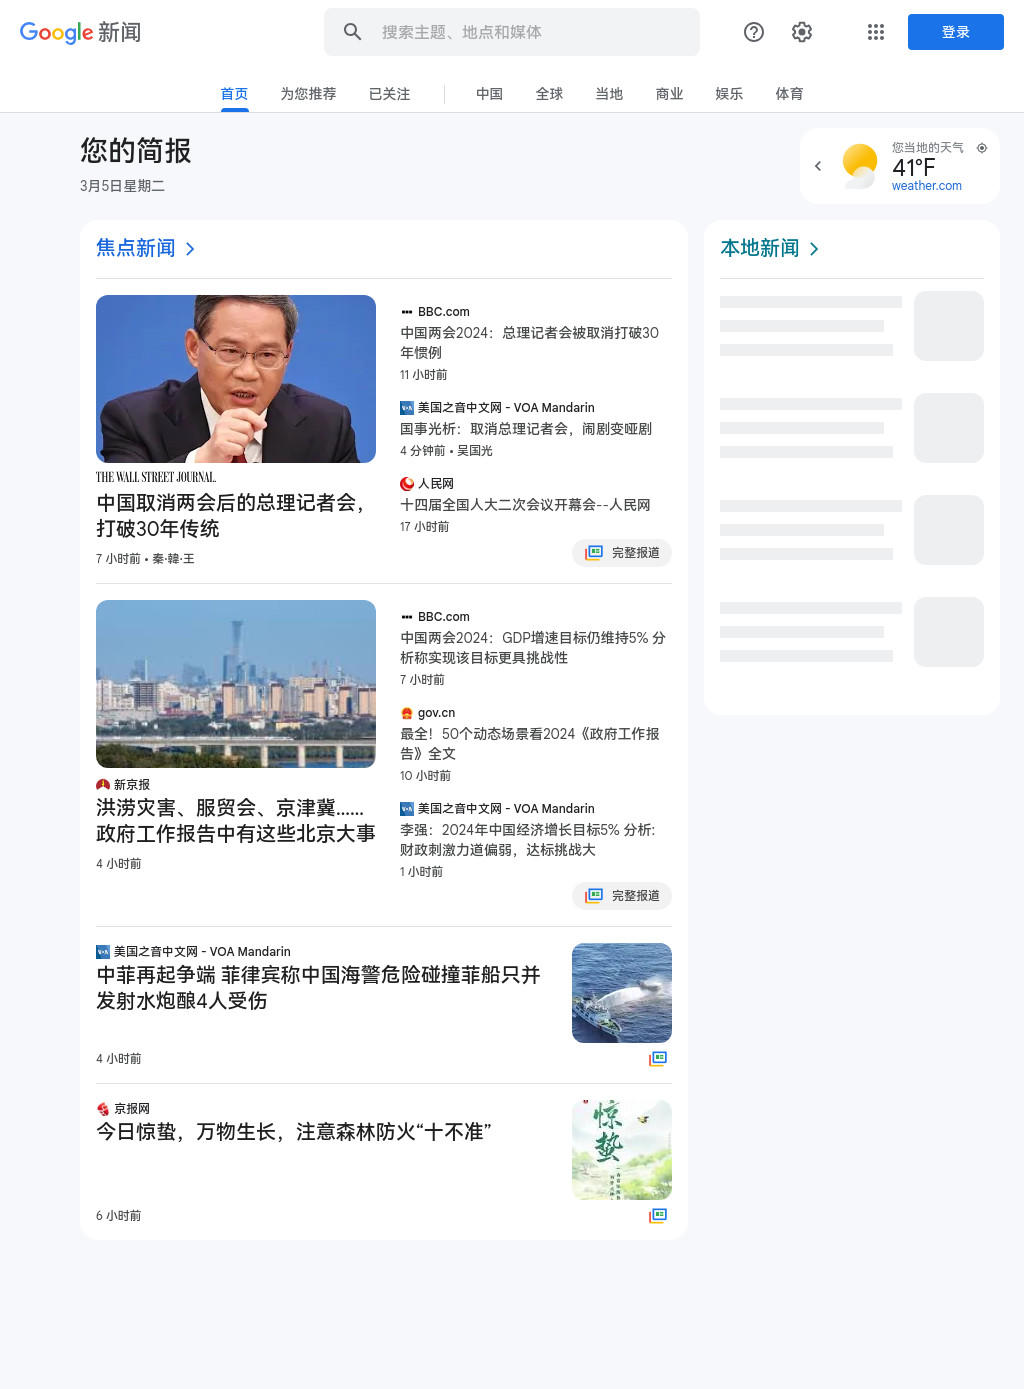 Google 新闻
搜索主题、地点和媒体
登录
首页 为您推荐 已关注 中国 全球 当地 商业 娱乐 体育
您的简报
3月5日星期二
您当地的天气
41°F
weather.com
焦点新闻
THE WALL STREET JOURNAL.
中国取消两会后的总理记者会，
打破30年传统
7 小时前 • 秦·韓·王
BBC.com
中国两会2024：总理记者会被取消打破30
年惯例
11 小时前
VOA 美国之音中文网 - VOA Mandarin
国事光析：取消总理记者会，闹剧变哑剧
4 分钟前 • 吴国光
人民网
十四届全国人大二次会议开幕会--人民网
17 小时前
完整报道
新京报
洪涝灾害、服贸会、京津冀……
政府工作报告中有这些北京大事
4 小时前
BBC.com
中国两会2024：GDP增速目标仍维持5% 分
析称实现该目标更具挑战性
7 小时前
gov.cn
最全！50个动态场景看2024《政府工作报
告》全文
10 小时前
VOA 美国之音中文网 - VOA Mandarin
李强：2024年中国经济增长目标5% 分析:
财政刺激力道偏弱，达标挑战大
1 小时前
完整报道
VOA 美国之音中文网 - VOA Mandarin
中菲再起争端 菲律宾称中国海警危险碰撞菲船只并
发射水炮酿4人受伤
4 小时前
京报网
今日惊蛰，万物生长，注意森林防火“十不准”
6 小时前
惊蛰
本地新闻